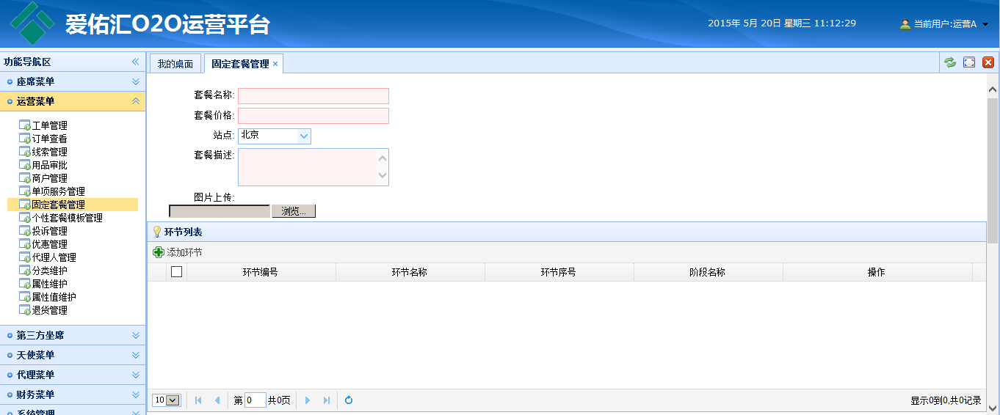 爱佑汇O2O运营平台
2015年 5月 20日 星期三 11:12:29
当前用户:运营A
功能导航区
座席菜单
运营菜单
工单管理
订单查看
线索管理
用品审批
商户管理
单项服务管理
固定套餐管理
个性套餐模板管理
投诉管理
优惠管理
代理人管理
分类维护
属性维护
属性值维护
退货管理
第三方坐席
天使菜单
代理菜单
财务菜单
系统管理
我的桌面 固定套餐管理
套餐名称:
套餐价格:
站点: 北京
套餐描述:
图片上传:
浏览...
环节列表
添加环节
环节编号 环节名称 环节序号 阶段名称 操作
10 第 0 共0页 显示0到0,共0记录